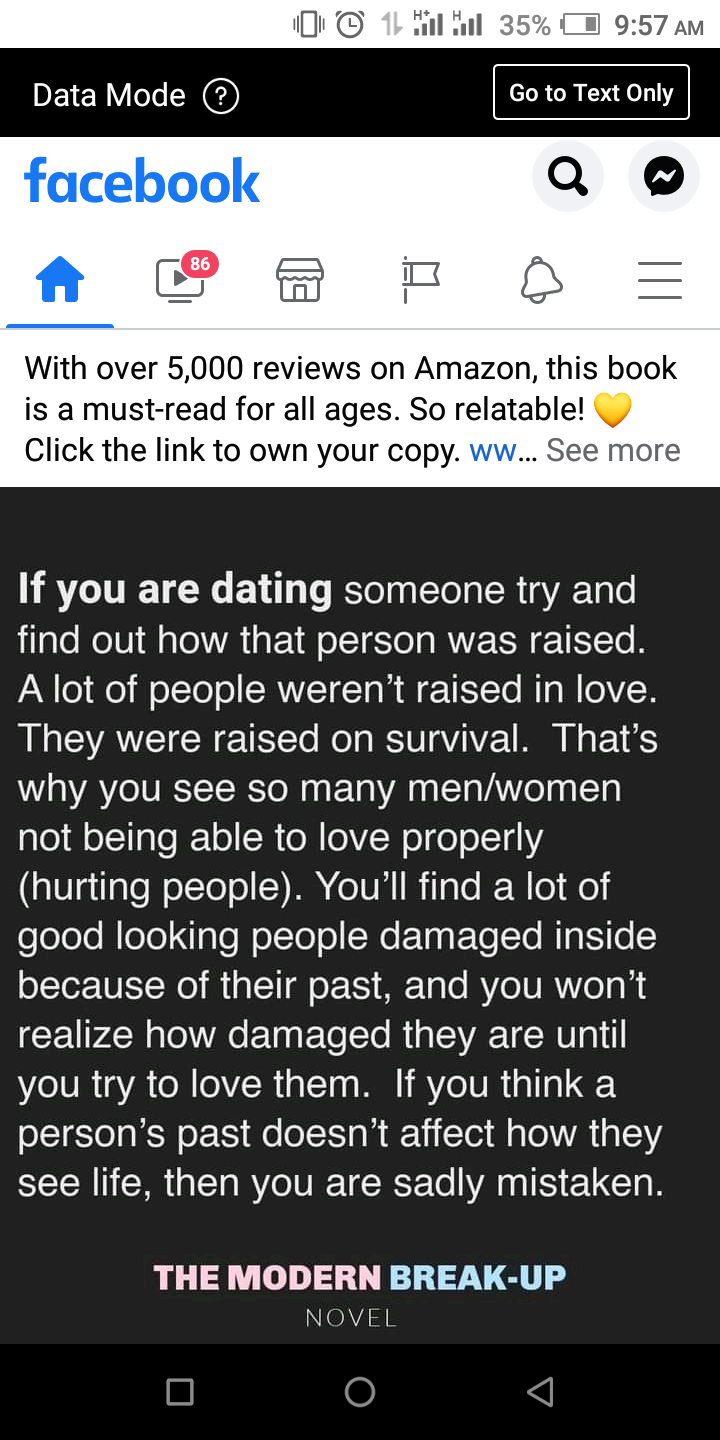 H+ H 35% 9:57 AM
Data Mode ? Go to Text Only
facebook
86
With over 5,000 reviews on Amazon, this book
is a must-read for all ages. So relatable! 💛
Click the link to own your copy. ww... See more
If you are dating someone try and
find out how that person was raised.
A lot of people weren't raised in love.
They were raised on survival.  That's
why you see so many men/women
not being able to love properly
(hurting people). You'll find a lot of
good looking people damaged inside
because of their past, and you won't
realize how damaged they are until
you try to love them.  If you think a
person's past doesn't affect how they
see life, then you are sadly mistaken.
THE MODERN BREAK-UP
NOVEL